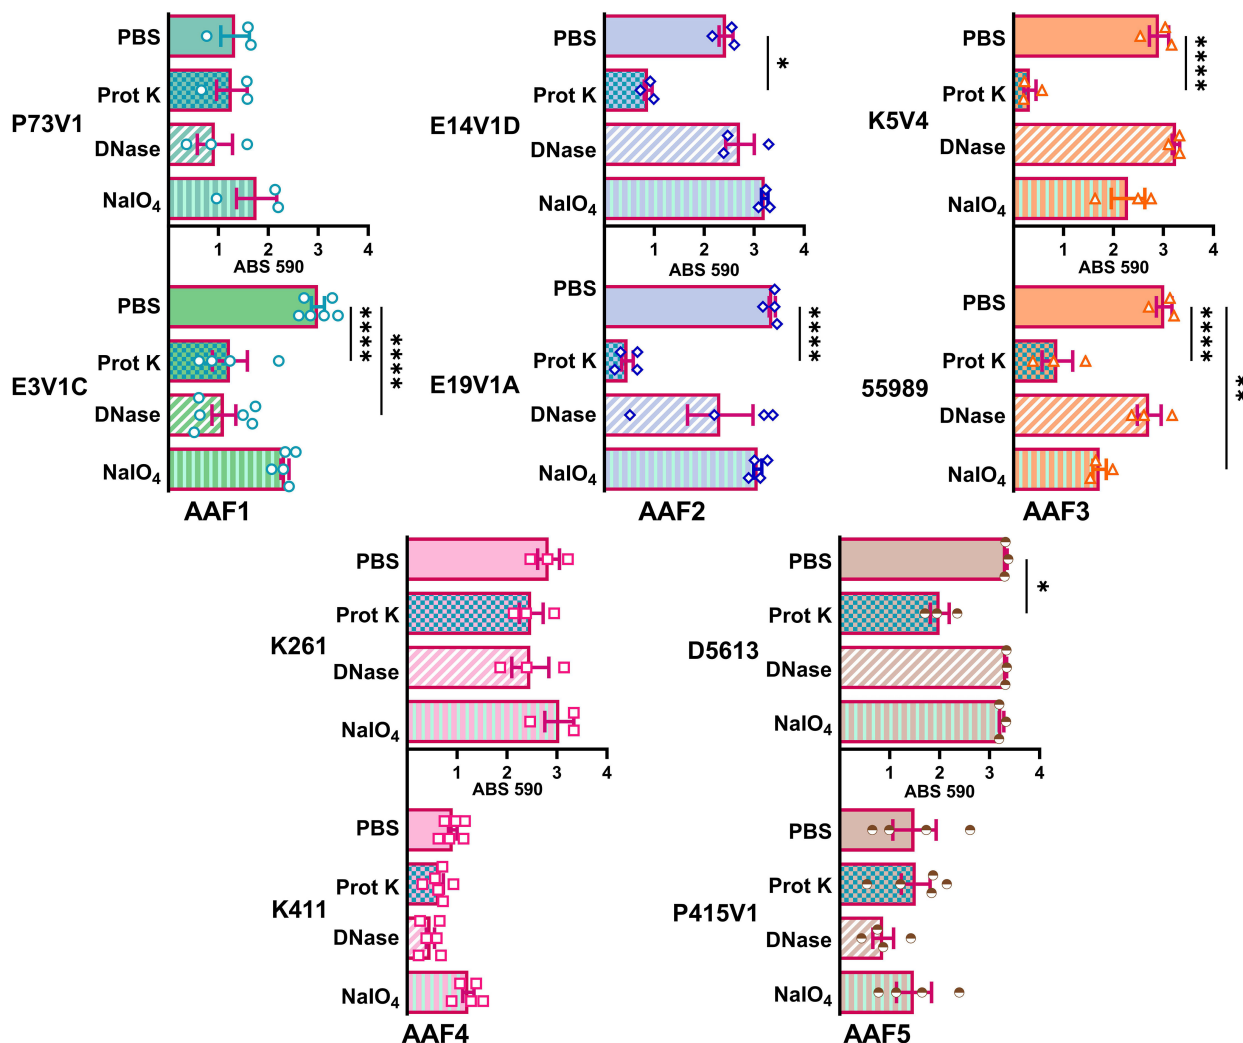 P73V1
PBS
Prot K
DNase
NaIO4
1 2 3 4
ABS 590
E3V1C
PBS
Prot K
DNase
NaIO4
****
****
AAF1
E14V1D
PBS
Prot K
DNase
NaIO4
*
1 2 3 4
ABS 590
E19V1A
PBS
Prot K
DNase
NaIO4
****
AAF2
K5V4
PBS
Prot K
DNase
NaIO4
****
1 2 3 4
ABS 590
55989
PBS
Prot K
DNase
NaIO4
****
**
AAF3
K261
PBS
Prot K
DNase
NaIO4
1 2 3 4
ABS 590
K411
PBS
Prot K
DNase
NaIO4
AAF4
D5613
PBS
Prot K
DNase
NaIO4
*
1 2 3 4
ABS 590
P415V1
PBS
Prot K
DNase
NaIO4
AAF5